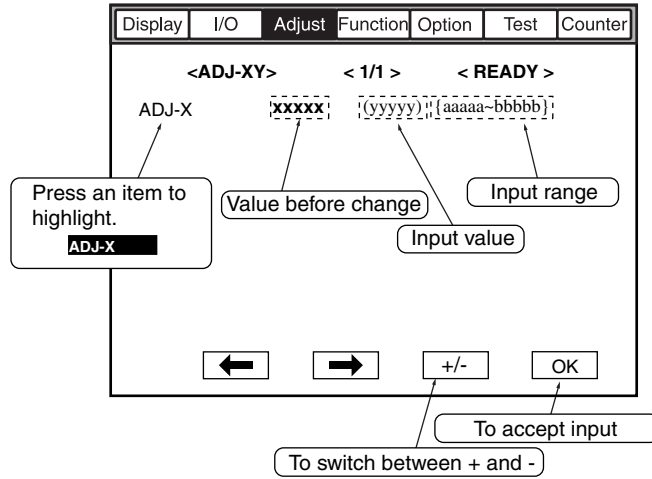 Display I/O Adjust Function Option Test Counter
<ADJ-XY> < 1/1 > < READY >
ADJ-X xxxxx (yyyyy) {aaaaa~bbbbb}
Press an item to
highlight.
ADJ-X
Value before change
Input range
Input value
+/- OK
To accept input
To switch between + and -